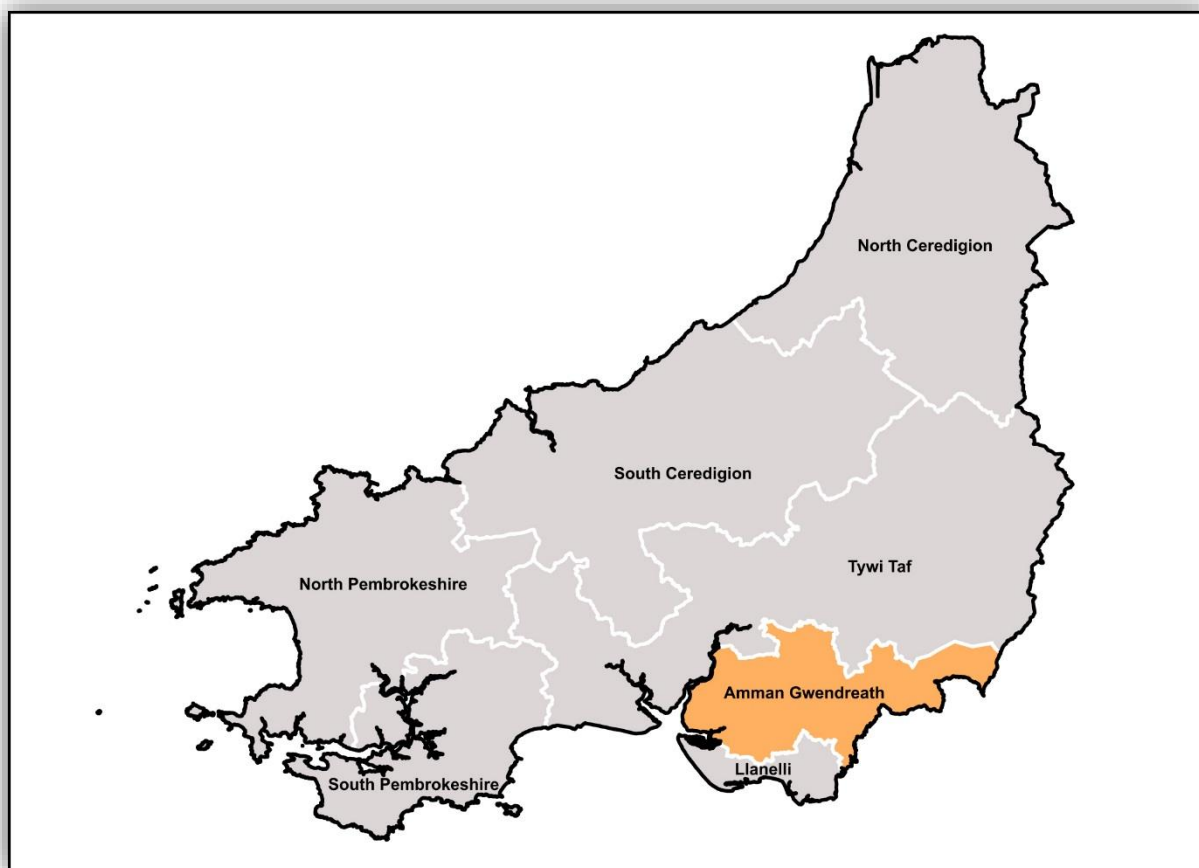 North Ceredigion
South Ceredigion
Tywi Taf
North Pembrokeshire
Amman Gwendreath
Llanelli
South Pembrokeshire